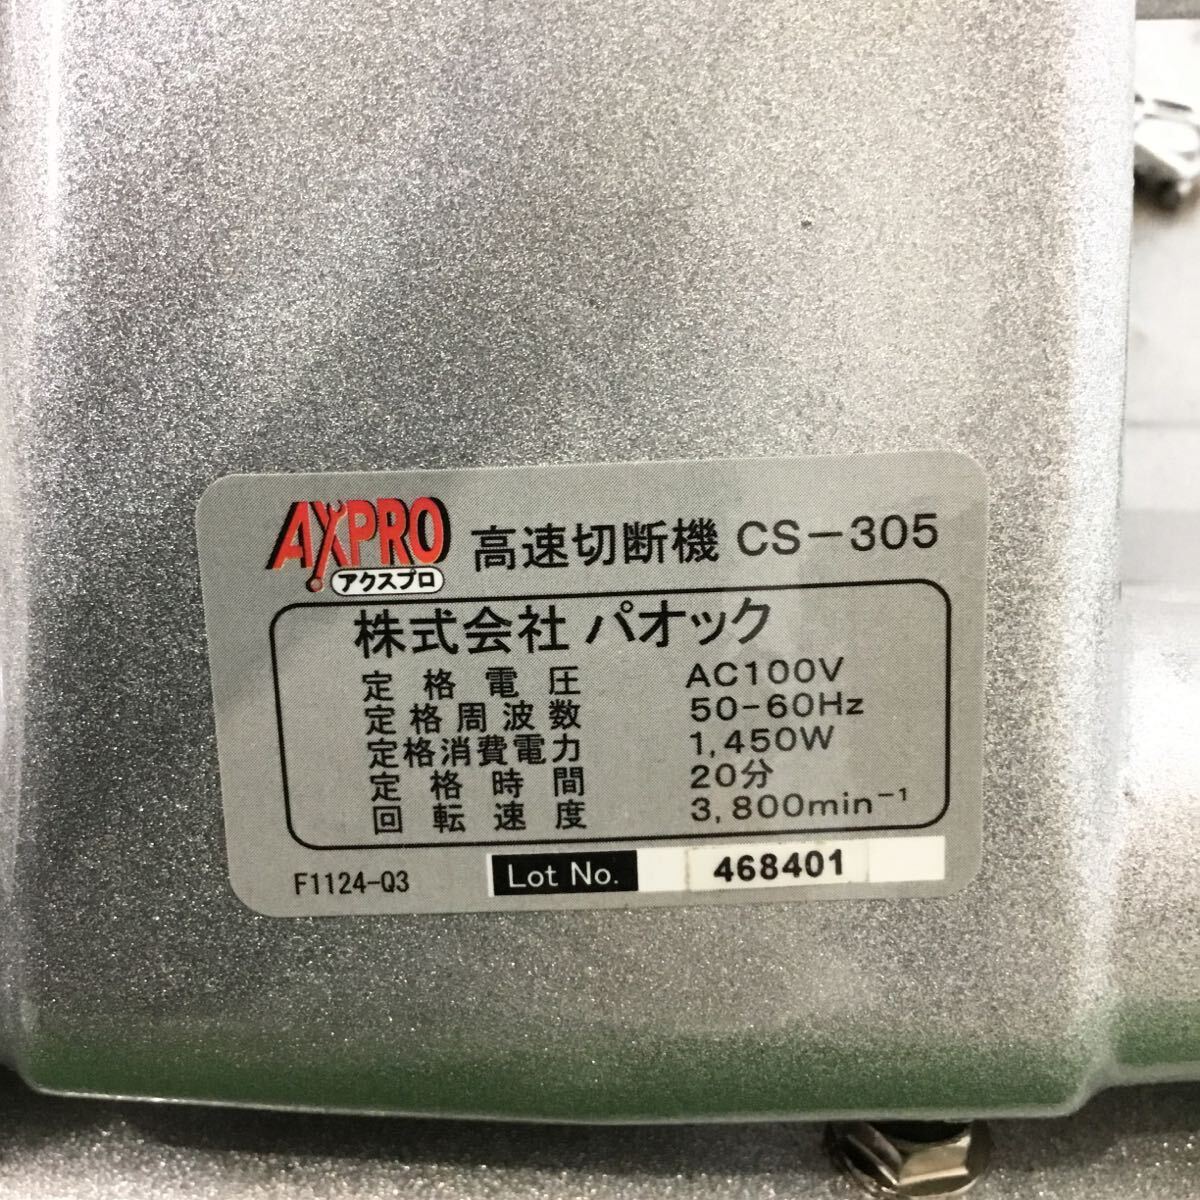 AXPRO 高速切断機 CS-305
アクスプロ
株式会社 パオック
定格電圧 AC100V
定格周波数 50-60Hz
定格消費電力 1,450W
定格時間 20分
回転速度 3,800min⁻¹
F1124-Q3 Lot No. 468401